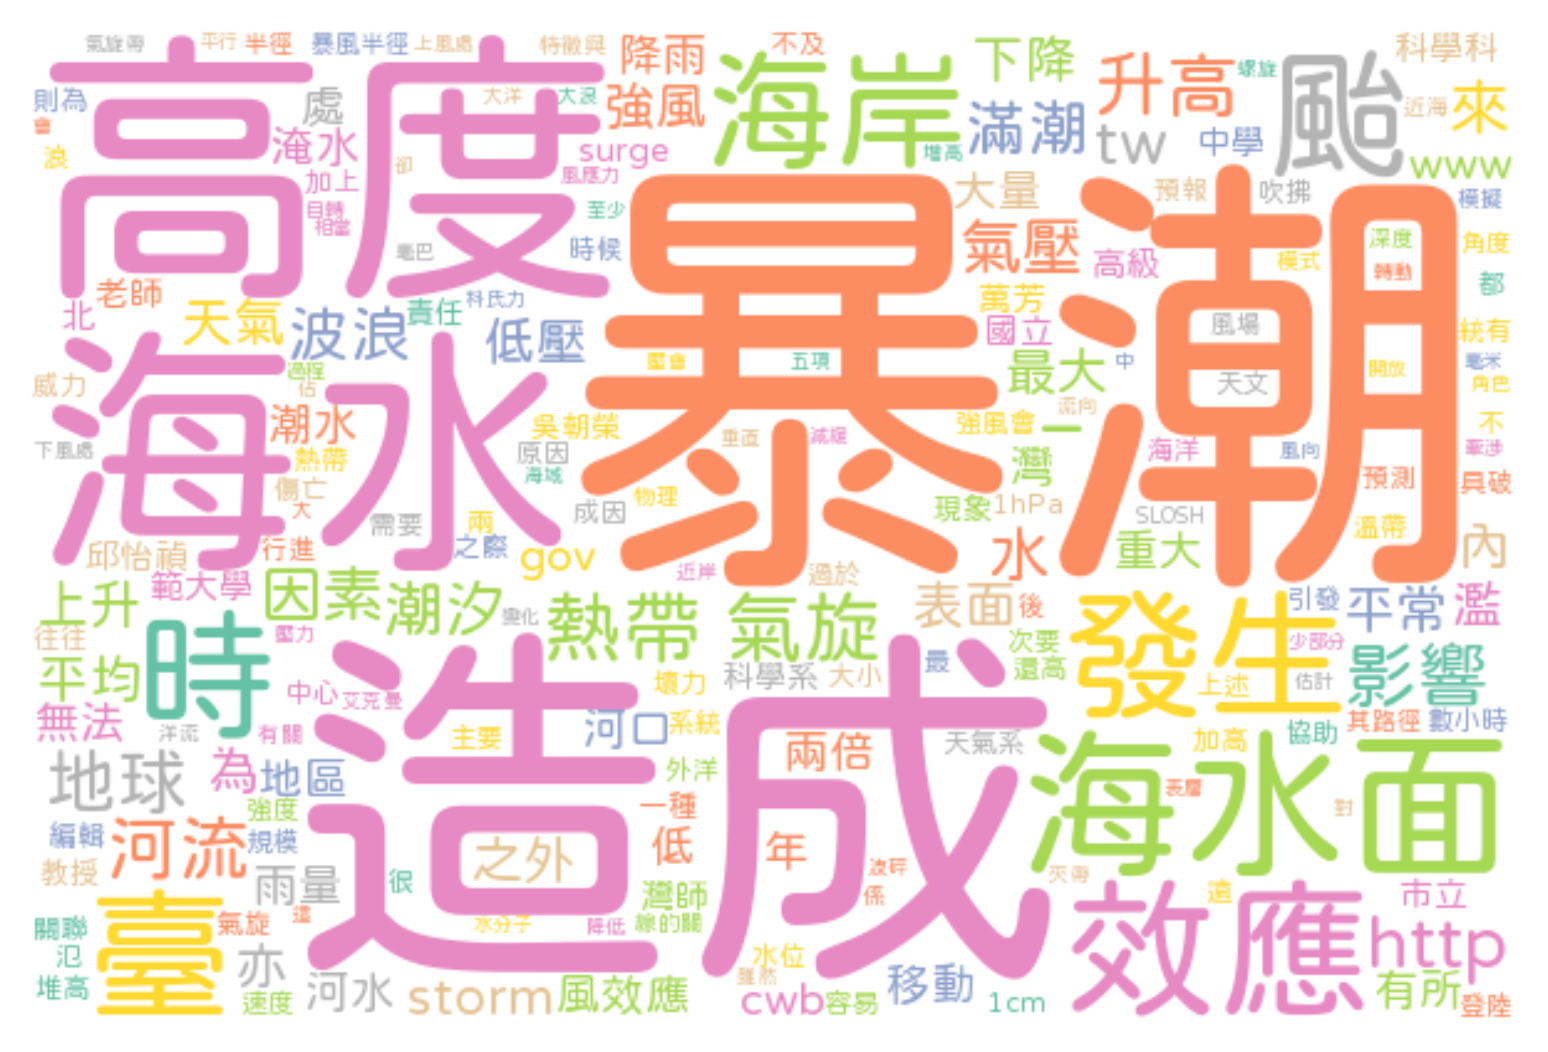 氣旋帶 平行 半徑 暴風半徑 上風處 特徵與 降雨 不及 下降 科學科
則為 處 大洋 大浪 強風 海岸 升高 螺旋 颱 近海 來
高度 會 浪 淹水 卻 surge 增高 滿潮 tw 中學 www
加上 風應力 大量 預報 吹拂 模擬
目轉 相當 至少 暴潮 深度 角度
毫巴 時候 氣壓 高級 模式 轉動 都
老師 科氏力 萬芳
北 天氣 波浪 責任 低壓 國立 風場 統有
海水 過程 壓會 五項 最大 中 開放 毫米
威力 佔 天文 角色
潮水 吳朝榮 強風會 一 流向 不
下風處 熱帶 原因 垂直 減緩 海洋 風向 牽涉
傷亡 海域 灣 預測 具破
大 需要 兩 成因 物理 現象 1hPa SLOSH 溫帶
邱怡禎 行進 之際 gov 水 重大 內
上升 範大學 因素 潮汐 近岸 過於 表面 後 引發 平常 濫
往往 時 壓力 變化 熱帶 氣旋 次要 發生 少部分
平均 中心 艾克曼 壞力 科學系 大小 最 還高 上述 估計 影響
無法 洋流 有關 造成 主要 河口 系統 兩倍 天氣系 加高 協助 其路徑 數小時
地球 為 地區 外洋 海水面
強度 一種 表層 對
編輯 河流 規模 低 年
教授 雨量 很 之外 波碎 夾帶
臺 灣師 係 效應 遠 市立
關聯 氣旋 這 水分子 降低 線的關 http
氾 亦 水位
堆高 速度 河水 storm 風效應 雖然 cwb 容易 移動 1cm 有所 登陸